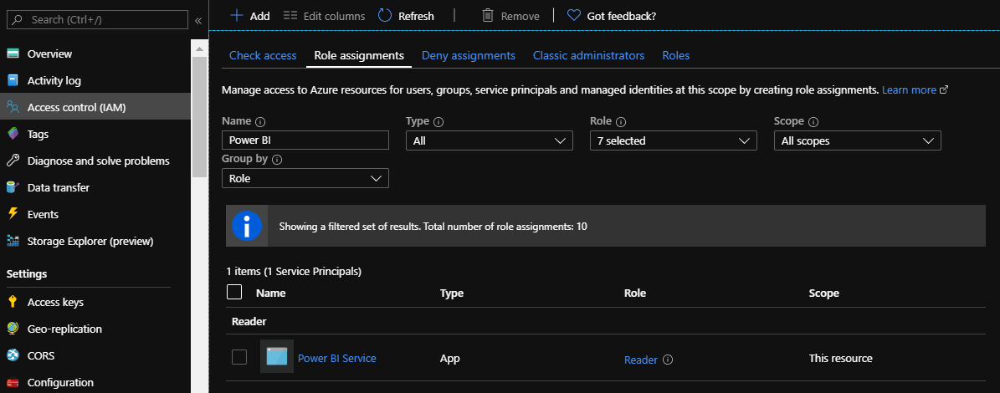 Search (Ctrl+/)
«
Overview
Activity log
Access control (IAM)
Tags
Diagnose and solve problems
Data transfer
Events
Storage Explorer (preview)
Settings
Access keys
Geo-replication
CORS
Configuration
Add
Edit columns
Refresh
Remove
Got feedback?
Check access
Role assignments
Deny assignments
Classic administrators
Roles
Manage access to Azure resources for users, groups, service principals and managed identities at this scope by creating role assignments. Learn more
Name
Type
Role
Scope
Power BI
All
7 selected
All scopes
Group by
Role
Showing a filtered set of results. Total number of role assignments: 10
1 items (1 Service Principals)
Name
Type
Role
Scope
Reader
Power BI Service
App
Reader
This resource